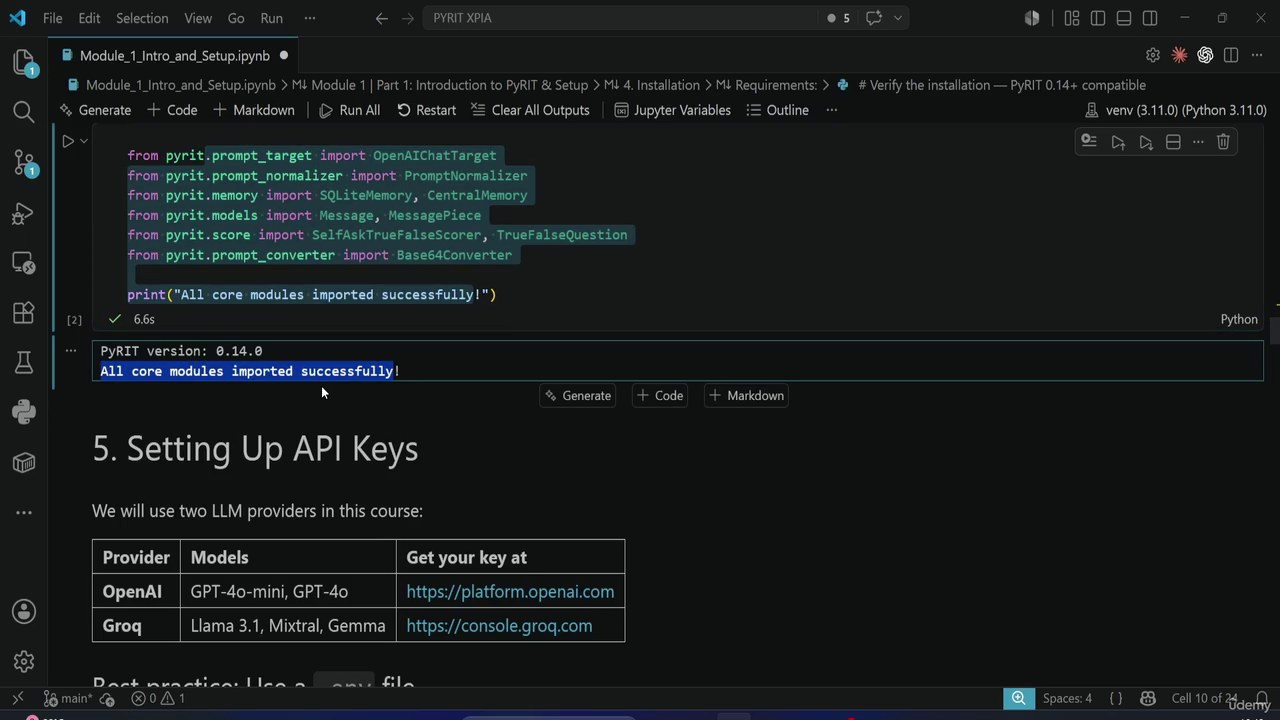 File Edit Selection View Go Run ··· PYRIT XPIA 5
1
1
Module_1_Intro_and_Setup.ipynb
Module_1_Intro_and_Setup.ipynb > M↓ Module 1 | Part 1: Introduction to PyRIT & Setup > M↓ 4. Installation > M↓ Requirements: > # Verify the installation — PyRIT 0.14+ compatible
Generate + Code + Markdown Run All Restart Clear All Outputs Jupyter Variables Outline ··· venv (3.11.0) (Python 3.11.0)
from pyrit.prompt_target import OpenAIChatTarget
from pyrit.prompt_normalizer import PromptNormalizer
from pyrit.memory import SQLiteMemory, CentralMemory
from pyrit.models import Message, MessagePiece
from pyrit.score import SelfAskTrueFalseScorer, TrueFalseQuestion
from pyrit.prompt_converter import Base64Converter
print("All core modules imported successfully!")
[2] 6.6s Python
PyRIT version: 0.14.0
All core modules imported successfully!
Generate + Code + Markdown
5. Setting Up API Keys
We will use two LLM providers in this course:
Provider Models Get your key at
OpenAI GPT-4o-mini, GPT-4o https://platform.openai.com
Groq Llama 3.1, Mixtral, Gemma https://console.groq.com
Best practice: Use a .env file
main* 0 1 Spaces: 4 { } Cell 10 of
Udemy